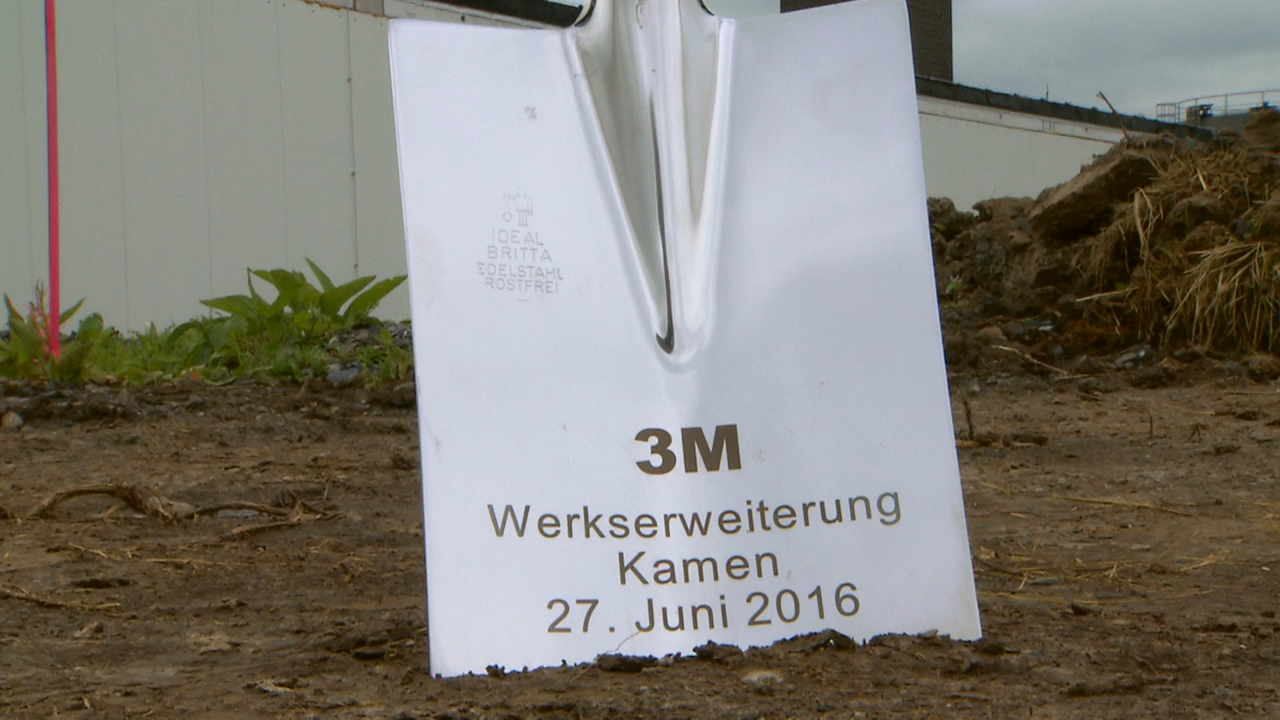 IDEAL
BRITTA
EDELSTAHL
ROSTFREI
3M
Werkserweiterung
Kamen
27. Juni 2016